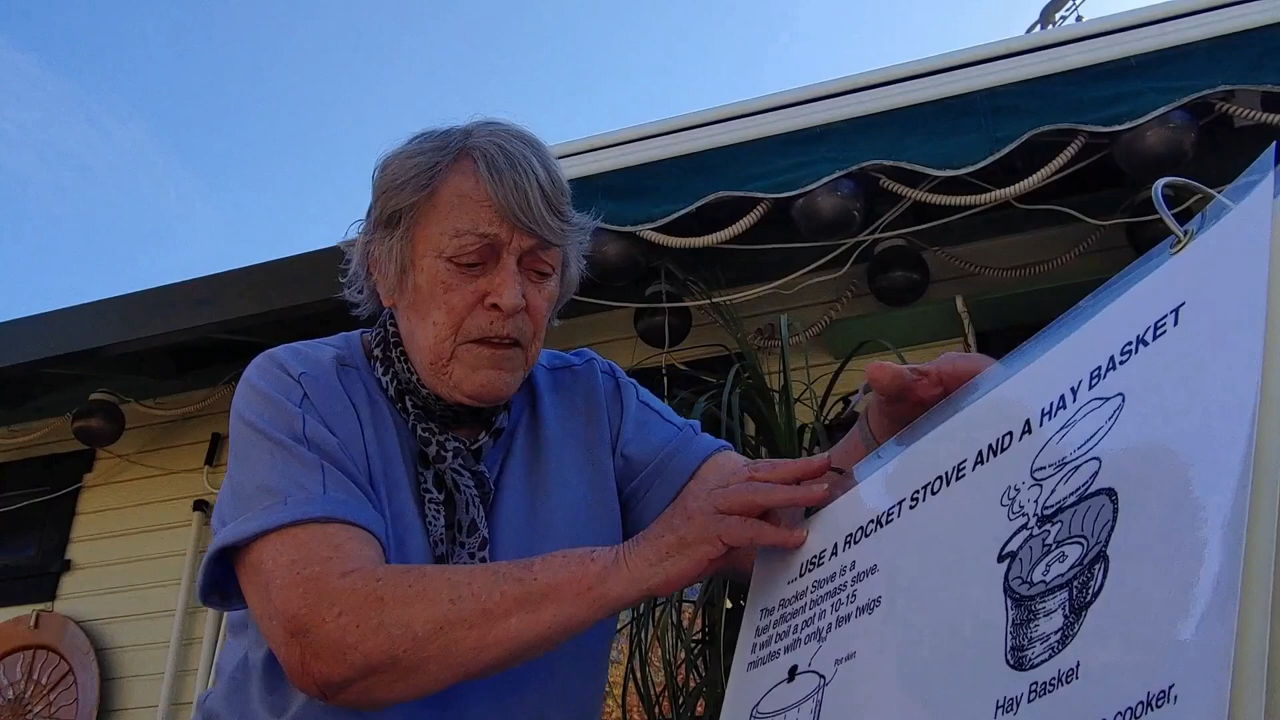 ...USE A ROCKET STOVE AND A HAY BASKET
The Rocket Stove is a
fuel efficient biomass stove.
It will boil a pot in 10-15
minutes with only a few twigs
Pot skirt
Hay Basket
cooker,